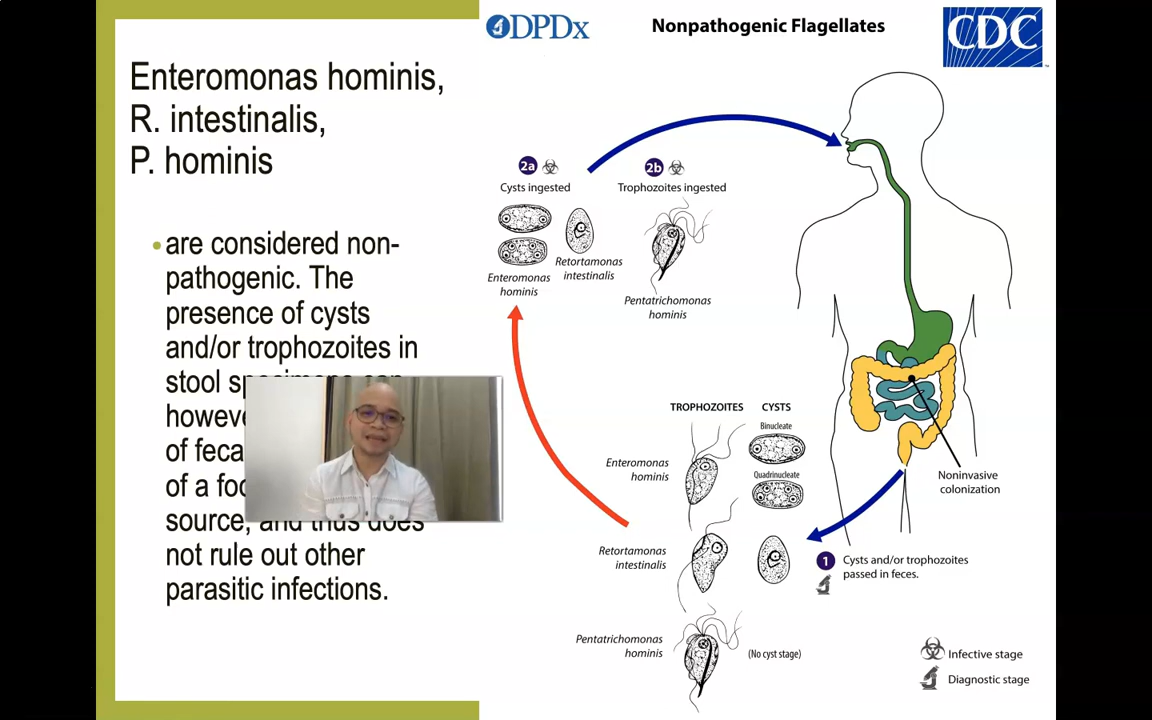 Enteromonas hominis,
R. intestinalis,
P. hominis
are considered non-
pathogenic. The
presence of cysts
and/or trophozoites in
stool specimens can
howeve
of feca
of a foo
source, and thus does
not rule out other
parasitic infections.
DPDx
Nonpathogenic Flagellates
CDC
2a
Cysts ingested
Enteromonas
hominis
Retortamonas
intestinalis
2b
Trophozoites ingested
Pentatrichomonas
hominis
TROPHOZOITES
CYSTS
Enteromonas
hominis
Binucleate
Quadrinucleate
Retortamonas
intestinalis
Pentatrichomonas
hominis
(No cyst stage)
Noninvasive
colonization
1
Cysts and/or trophozoites
passed in feces.
Infective stage
Diagnostic stage